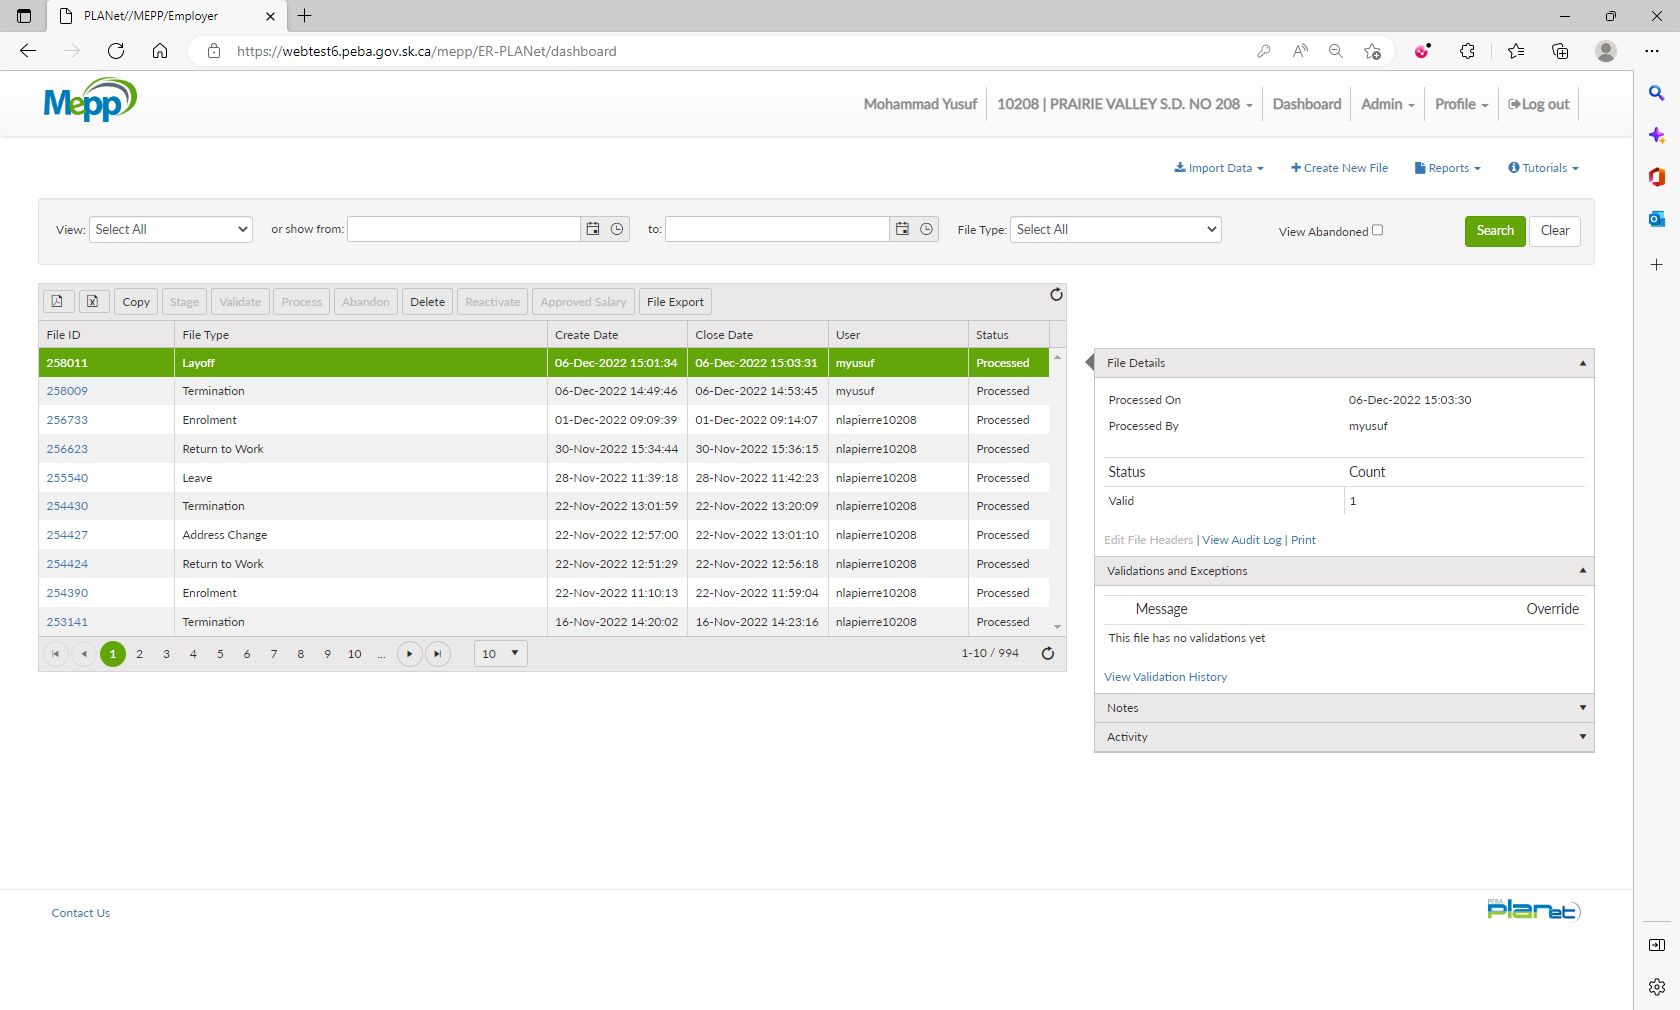 PLANet//MEPP/Employer
https://webtest6.peba.gov.sk.ca/mepp/ER-PLANet/dashboard
Mepp
Mohammad Yusuf
10208 | PRAIRIE VALLEY S.D. NO 208
Dashboard
Admin
Profile
Log out
Import Data
Create New File
Reports
Tutorials
View: Select All or show from: to: File Type: Select All View Abandoned Search Clear
Copy Stage Validate Process Abandon Delete Reactivate Approved Salary File Export
File ID File Type Create Date Close Date User Status
258011 Layoff 06-Dec-2022 15:01:34 06-Dec-2022 15:03:31 myusuf Processed
258009 Termination 06-Dec-2022 14:49:46 06-Dec-2022 14:53:45 myusuf Processed
256733 Enrolment 01-Dec-2022 09:09:39 01-Dec-2022 09:14:07 nlapierre10208 Processed
256623 Return to Work 30-Nov-2022 15:34:44 30-Nov-2022 15:36:15 nlapierre10208 Processed
255540 Leave 28-Nov-2022 11:39:18 28-Nov-2022 11:42:23 nlapierre10208 Processed
254430 Termination 22-Nov-2022 13:01:59 22-Nov-2022 13:20:09 nlapierre10208 Processed
254427 Address Change 22-Nov-2022 12:57:00 22-Nov-2022 13:01:10 nlapierre10208 Processed
254424 Return to Work 22-Nov-2022 12:51:29 22-Nov-2022 12:56:18 nlapierre10208 Processed
254390 Enrolment 22-Nov-2022 11:10:13 22-Nov-2022 11:59:04 nlapierre10208 Processed
253141 Termination 16-Nov-2022 14:20:02 16-Nov-2022 14:23:16 nlapierre10208 Processed
1 2 3 4 5 6 7 8 9 10 ... 10 1-10 / 994
File Details
Processed On 06-Dec-2022 15:03:30
Processed By myusuf
Status Count
Valid 1
Edit File Headers | View Audit Log | Print
Validations and Exceptions
Message Override
This file has no validations yet
View Validation History
Notes
Activity
Contact Us
PEBA
planet